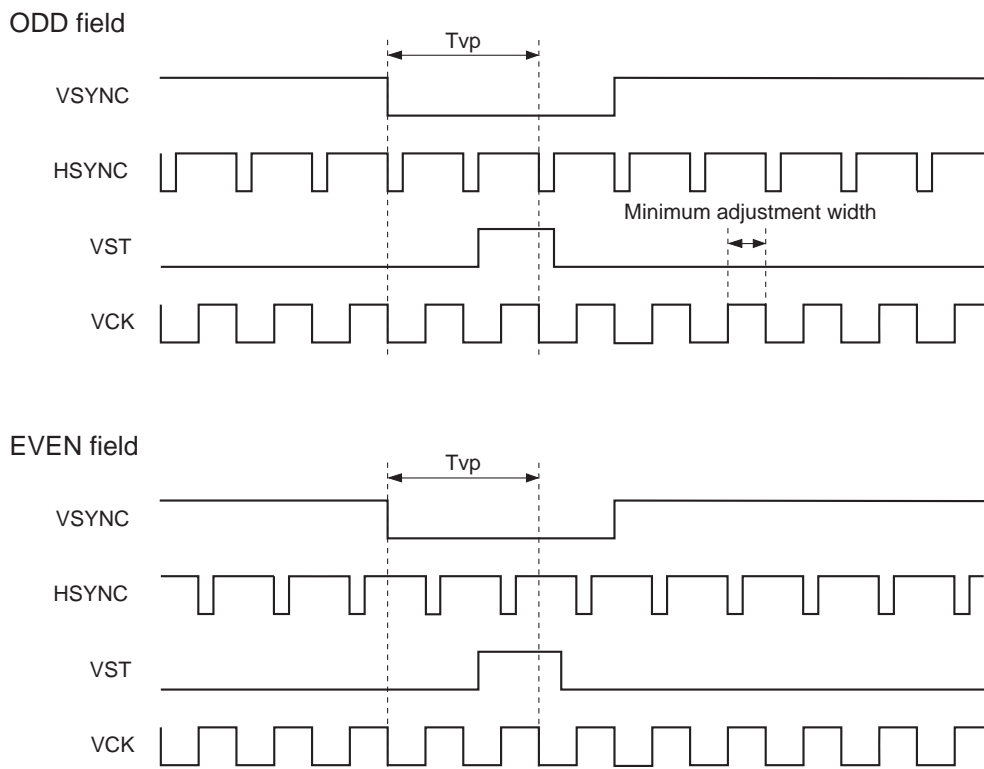 ODD field
Tvp
VSYNC
HSYNC
Minimum adjustment width
VST
VCK
EVEN field
Tvp
VSYNC
HSYNC
VST
VCK